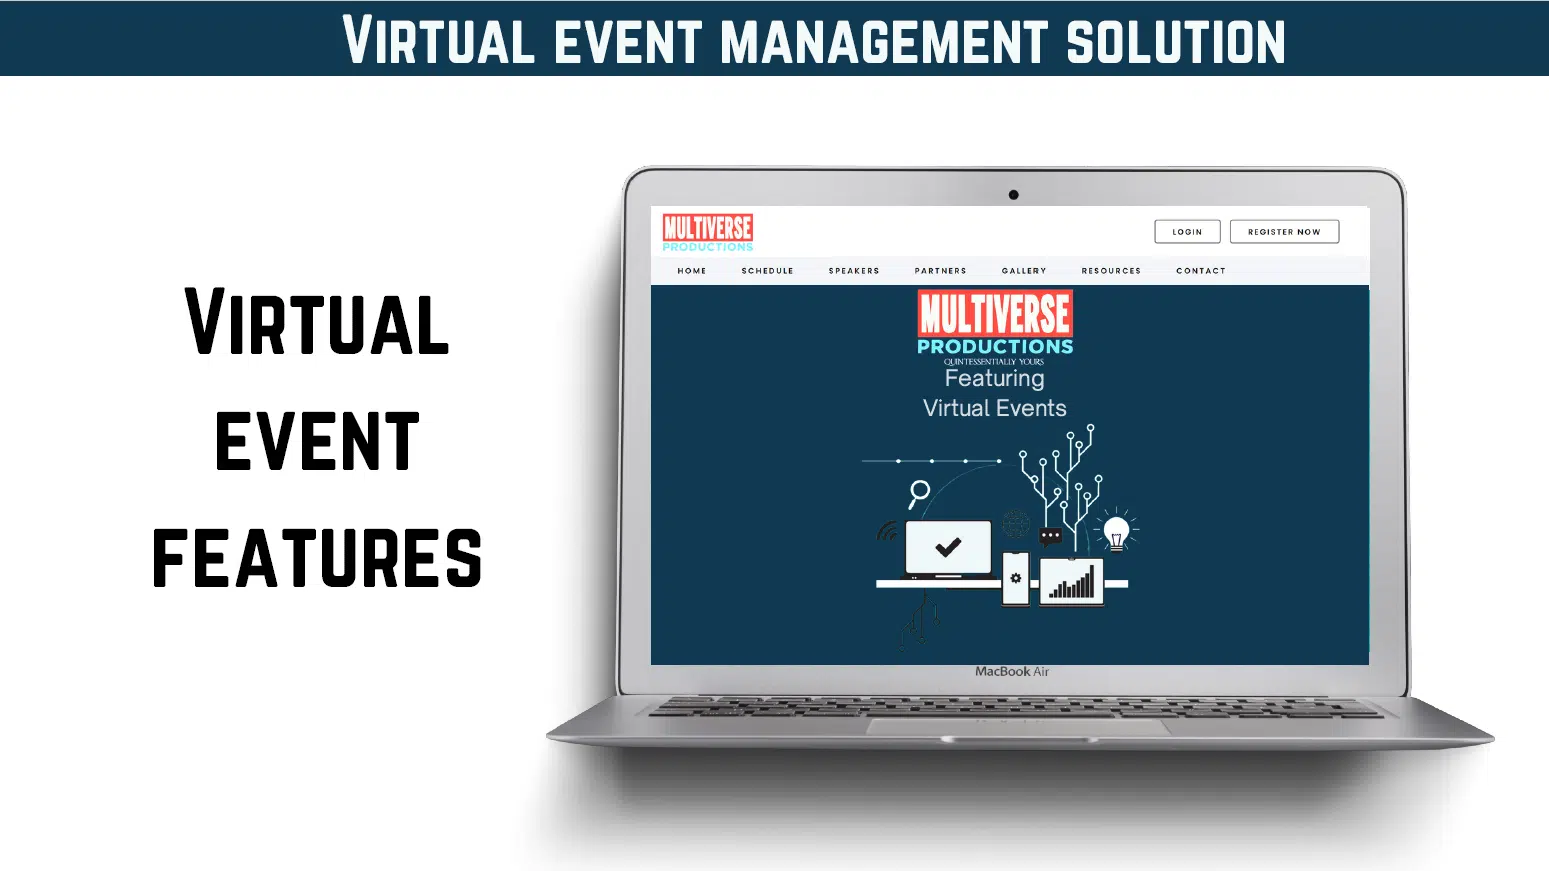 Virtual event management solution
Virtual
event
features
MULTIVERSE
PRODUCTIONS
LOGIN
REGISTER NOW
HOME
SCHEDULE
SPEAKERS
PARTNERS
GALLERY
RESOURCES
CONTACT
MULTIVERSE
PRODUCTIONS
QUINTESSENTIALLY YOURS
Featuring
Virtual Events
MacBook Air